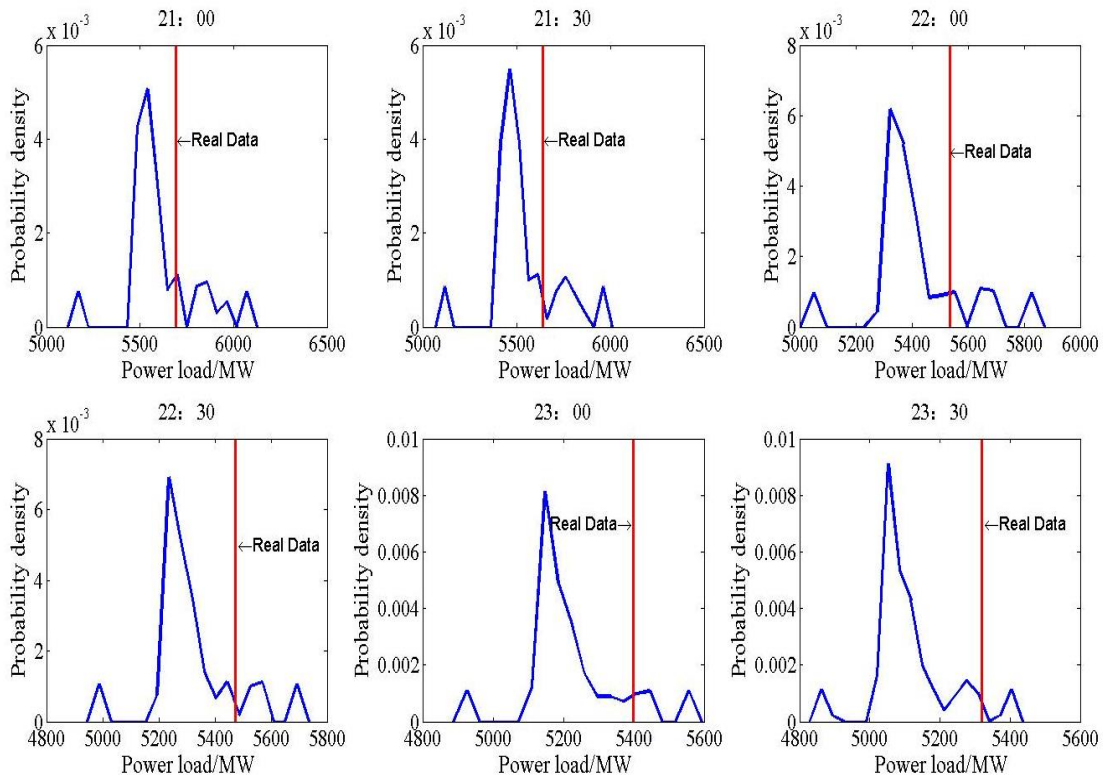 21: 00
x 10-3
6
4
2
0
5000 5500 6000 6500
Probability density
Power load/MW
←Real Data
21: 30
x 10-3
6
4
2
0
5000 5500 6000 6500
Probability density
Power load/MW
←Real Data
22: 00
x 10-3
8
6
4
2
0
5000 5200 5400 5600 5800 6000
Probability density
Power load/MW
←Real Data
22: 30
x 10-3
8
6
4
2
0
4800 5000 5200 5400 5600 5800
Probability density
Power load/MW
←Real Data
23: 00
0.01
0.008
0.006
0.004
0.002
0
4800 5000 5200 5400 5600
Probability density
Power load/MW
Real Data→
23: 30
0.01
0.008
0.006
0.004
0.002
0
4800 5000 5200 5400 5600
Probability density
Power load/MW
←Real Data